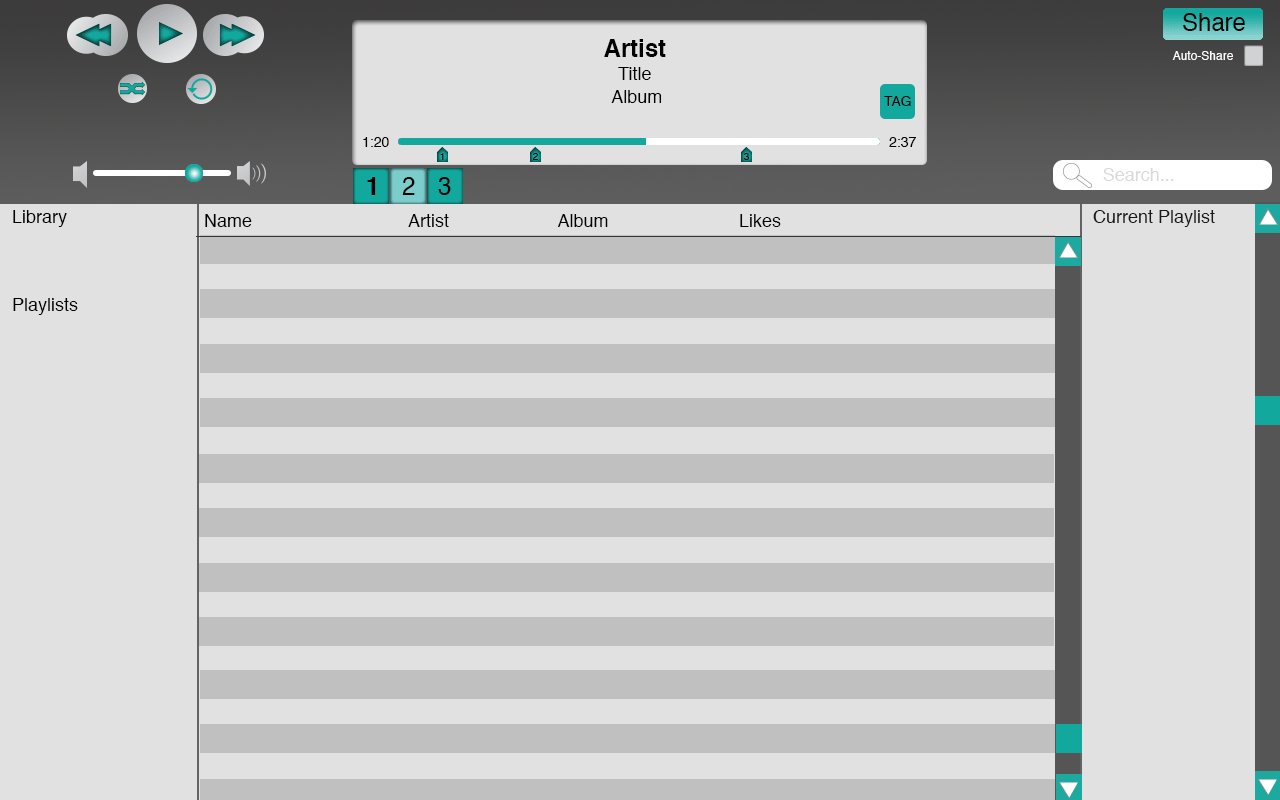 Share
Auto-Share
Artist
Title
Album
TAG
1:20
2:37
1 2 3
1 2 3
Search...
Library
Playlists
Name Artist Album Likes
Current Playlist